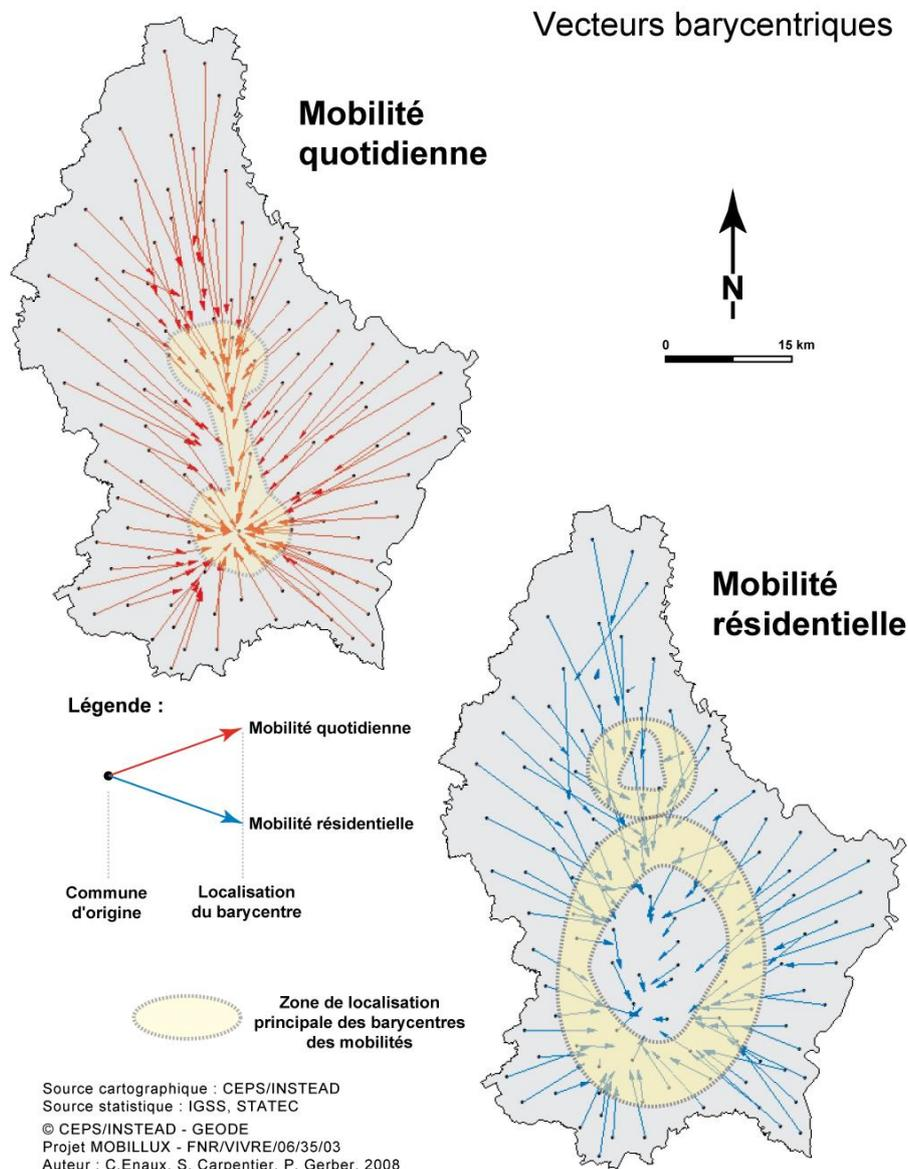 Vecteurs barycentriques
Mobilité
quotidienne
N
0 15 km
Mobilité
résidentielle
Légende :
Mobilité quotidienne
Mobilité résidentielle
Commune
d'origine
Localisation
du barycentre
Zone de localisation
principale des barycentres
des mobilités
Source cartographique : CEPS/INSTEAD
Source statistique : IGSS, STATEC
© CEPS/INSTEAD - GEODE
Projet MOBILLUX - FNR/VIVRE/06/35/03
Auteur : C.Enaux, S. Carpentier, P. Gerber, 2008